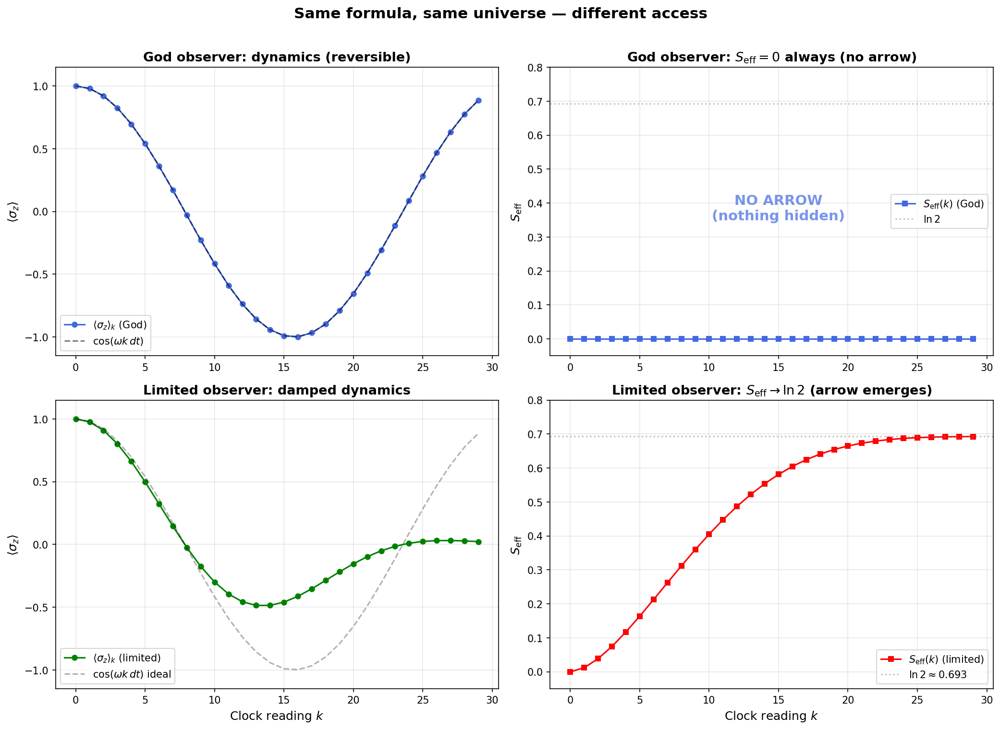 Same formula, same universe — different access
God observer: dynamics (reversible)
⟨σz⟩
1.0
0.5
0.0
−0.5
−1.0
⟨σz⟩k (God)
cos(ωk dt)
0 5 10 15 20 25 30
God observer: Seff = 0 always (no arrow)
Seff
0.8
0.7
0.6
0.5
0.4
0.3
0.2
0.1
0.0
NO ARROW
(nothing hidden)
Seff(k) (God)
ln 2
0 5 10 15 20 25 30
Limited observer: damped dynamics
⟨σz⟩
1.0
0.5
0.0
−0.5
−1.0
⟨σz⟩k (limited)
cos(ωk dt) ideal
0 5 10 15 20 25 30
Clock reading k
Limited observer: Seff → ln 2 (arrow emerges)
Seff
0.8
0.7
0.6
0.5
0.4
0.3
0.2
0.1
0.0
Seff(k) (limited)
ln 2 ≈ 0.693
0 5 10 15 20 25 30
Clock reading k